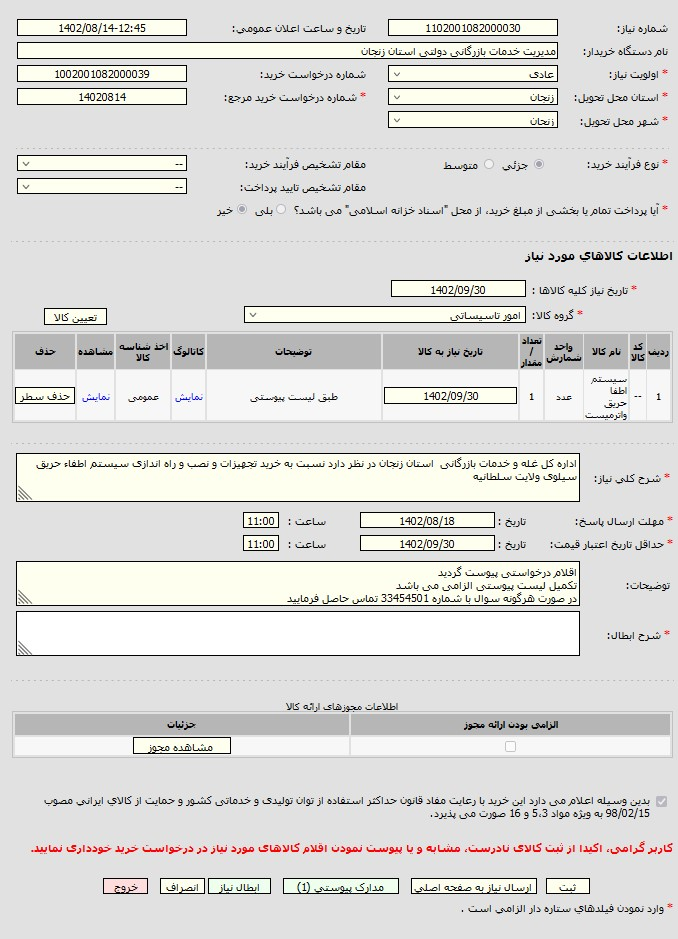 شماره نیاز: 1102001082000030 تاریخ و ساعت اعلان عمومي: 1402/08/14-12:45
نام دستگاه خریدار: مدیریت خدمات بازرگانی دولتی استان زنجان
* اولویت نیاز: عادی شماره درخواست خرید: 1002001082000039
* استان محل تحویل: زنجان * شماره درخواست خرید مرجع: 14020814
* شهر محل تحویل: زنجان
* نوع فرآیند خرید: جزئي متوسط مقام تشخیص فرآیند خرید: --
مقام تشخیص تایید پرداخت: --
* آیا پرداخت تمام یا بخشی از مبلغ خرید، از محل "اسناد خزانه اسلامی" می باشد؟ بلی خیر
اطلاعات کالاهاي مورد نیاز
* تاریخ نیاز کلیه کالاها : 1402/09/30
* گروه کالا: امور تاسیساتی تعیین کالا
ردیف کد کالا نام کالا واحد شمارش تعداد / مقدار تاریخ نیاز به کالا توضیحات کاتالوگ اخذ شناسه کالا مشاهده حذف
1 -- سیستم اطفا حریق واترمیست عدد 1 1402/09/30 طبق لیست پیوستی نمایش عمومی نمایش حذف سطر
* شرح کلي نیاز: اداره کل غله و خدمات بازرگانی استان زنجان در نظر دارد نسبت به خرید تجهیزات و نصب و راه اندازی سیستم اطفاء حریق
سیلوی ولایت سلطانیه
* مهلت ارسال پاسخ: تاریخ : 1402/08/18 ساعت : 11:00
* حداقل تاریخ اعتبار قیمت: تاریخ : 1402/09/30 ساعت : 11:00
توضیحات: اقلام درخواستی پیوست گردید
تکمیل لیست پیوستی الزامی می باشد
در صورت هرگونه سوال با شماره 33454501 تماس حاصل فرمایید
* شرح ابطال:
اطلاعات مجوزهای ارائه کالا
الزامی بودن ارائه مجوز جزئیات
مشاهده مجوز
بدین وسیله اعلام می دارد این خرید با رعایت مفاد قانون حداکثر استفاده از توان تولیدی و خدماتی کشور و حمایت از کالاي ایراني مصوب
98/02/15 به ویژه مواد 5،3 و 16 صورت می پذیرد.
کاربر گرامی، اکیدا از ثبت کالای نادرست، مشابه و یا پیوست نمودن اقلام کالاهای مورد نیاز در درخواست خرید خودداری نمایید.
ثبت ارسال نیاز به صفحه اصلي مدارک پیوستي (1) ابطال نیاز انصراف خروج
* وارد نمودن فیلدهاي ستاره دار الزامي است .